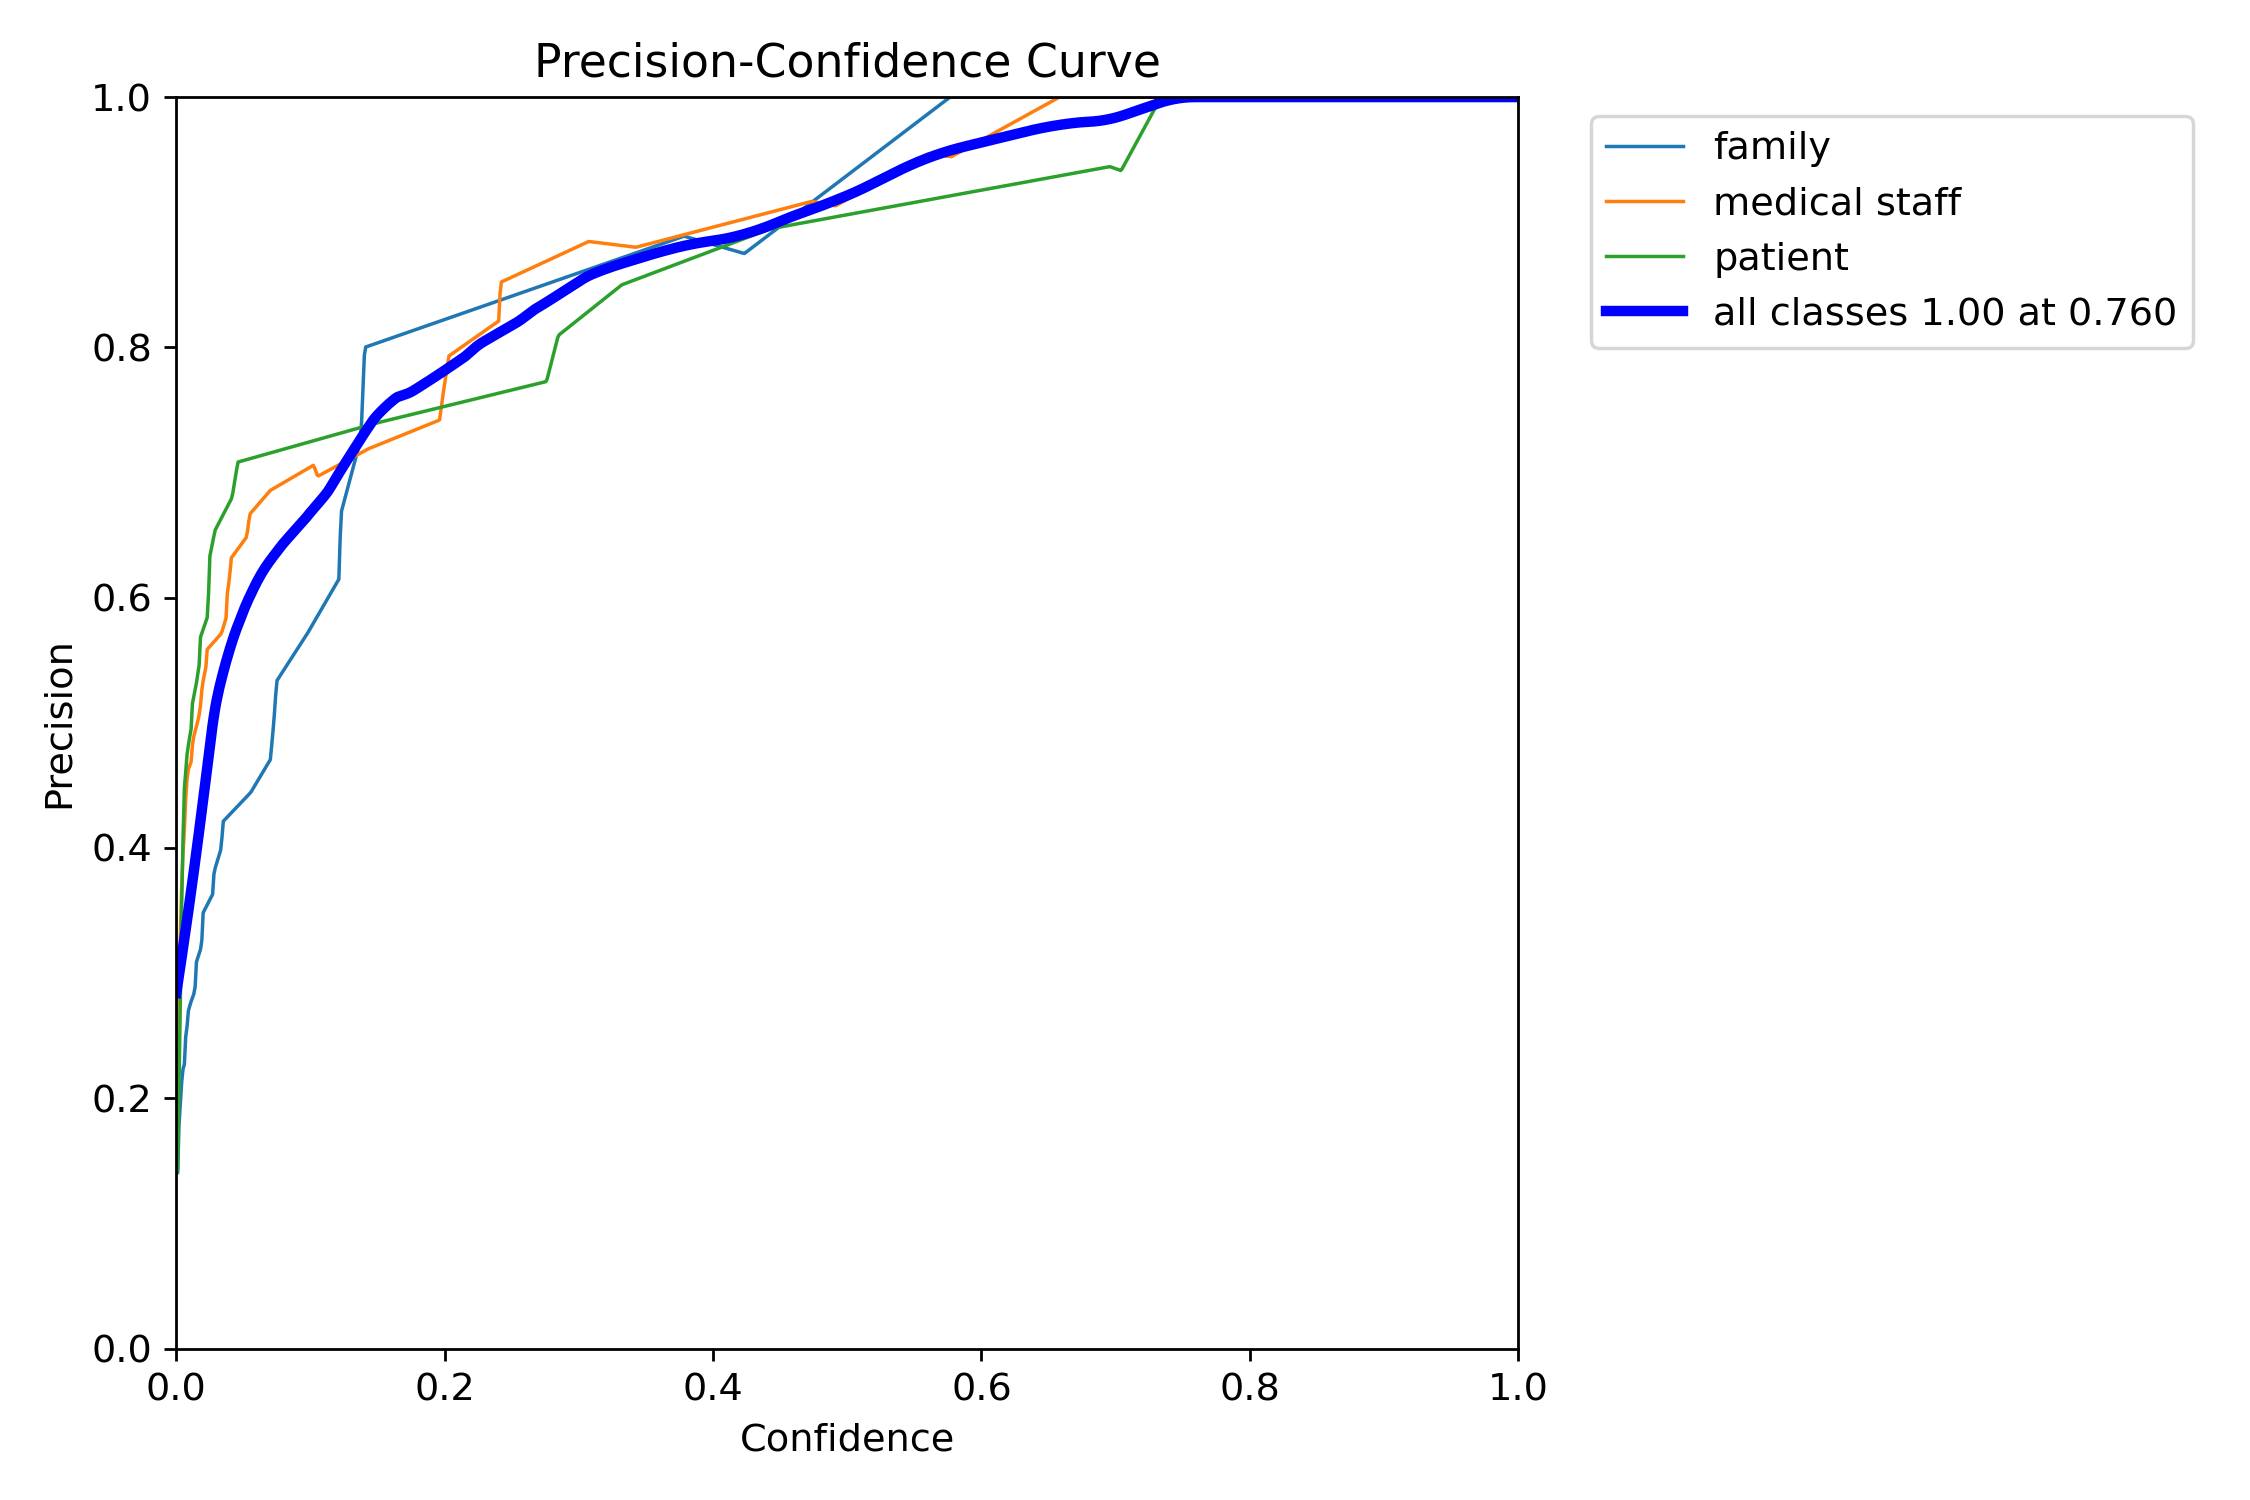 Precision-Confidence Curve
1.0
0.8
0.6
0.4
0.2
0.0
Precision
0.0 0.2 0.4 0.6 0.8 1.0
Confidence
family
medical staff
patient
all classes 1.00 at 0.760